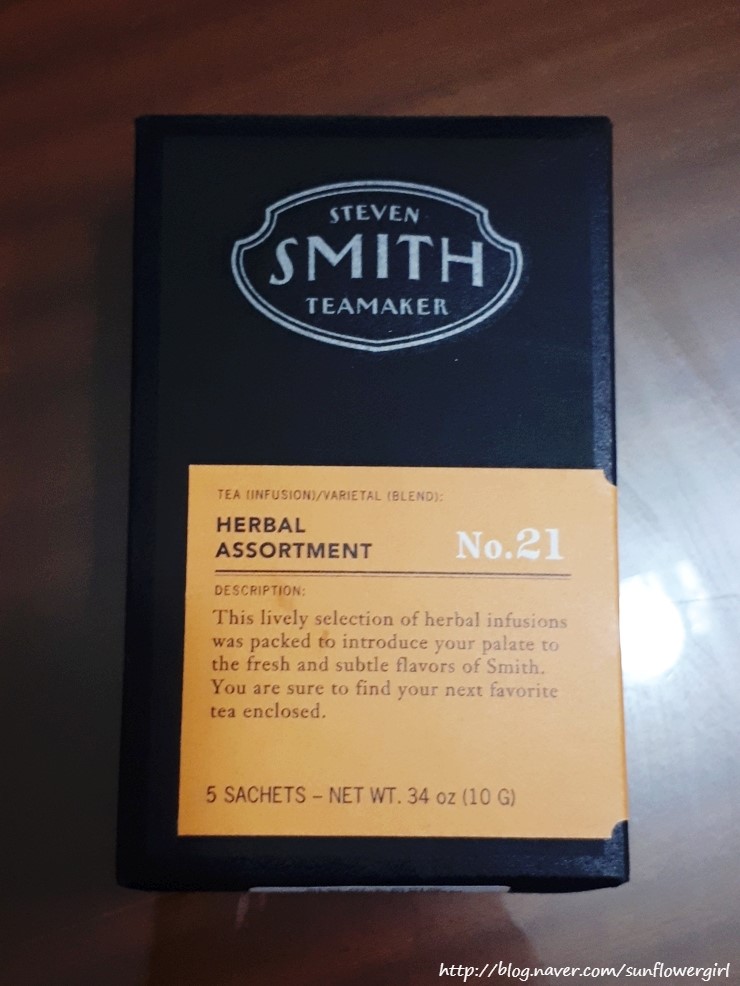 STEVEN
SMITH
TEAMAKER
TEA (INFUSION)/VARIETAL (BLEND):
HERBAL
ASSORTMENT
No.21
DESCRIPTION:
This lively selection of herbal infusions
was packed to introduce your palate to
the fresh and subtle flavors of Smith.
You are sure to find your next favorite
tea enclosed.
5 SACHETS – NET WT. 34 oz (10 G)
http://blog.naver.com/sunflowergirl